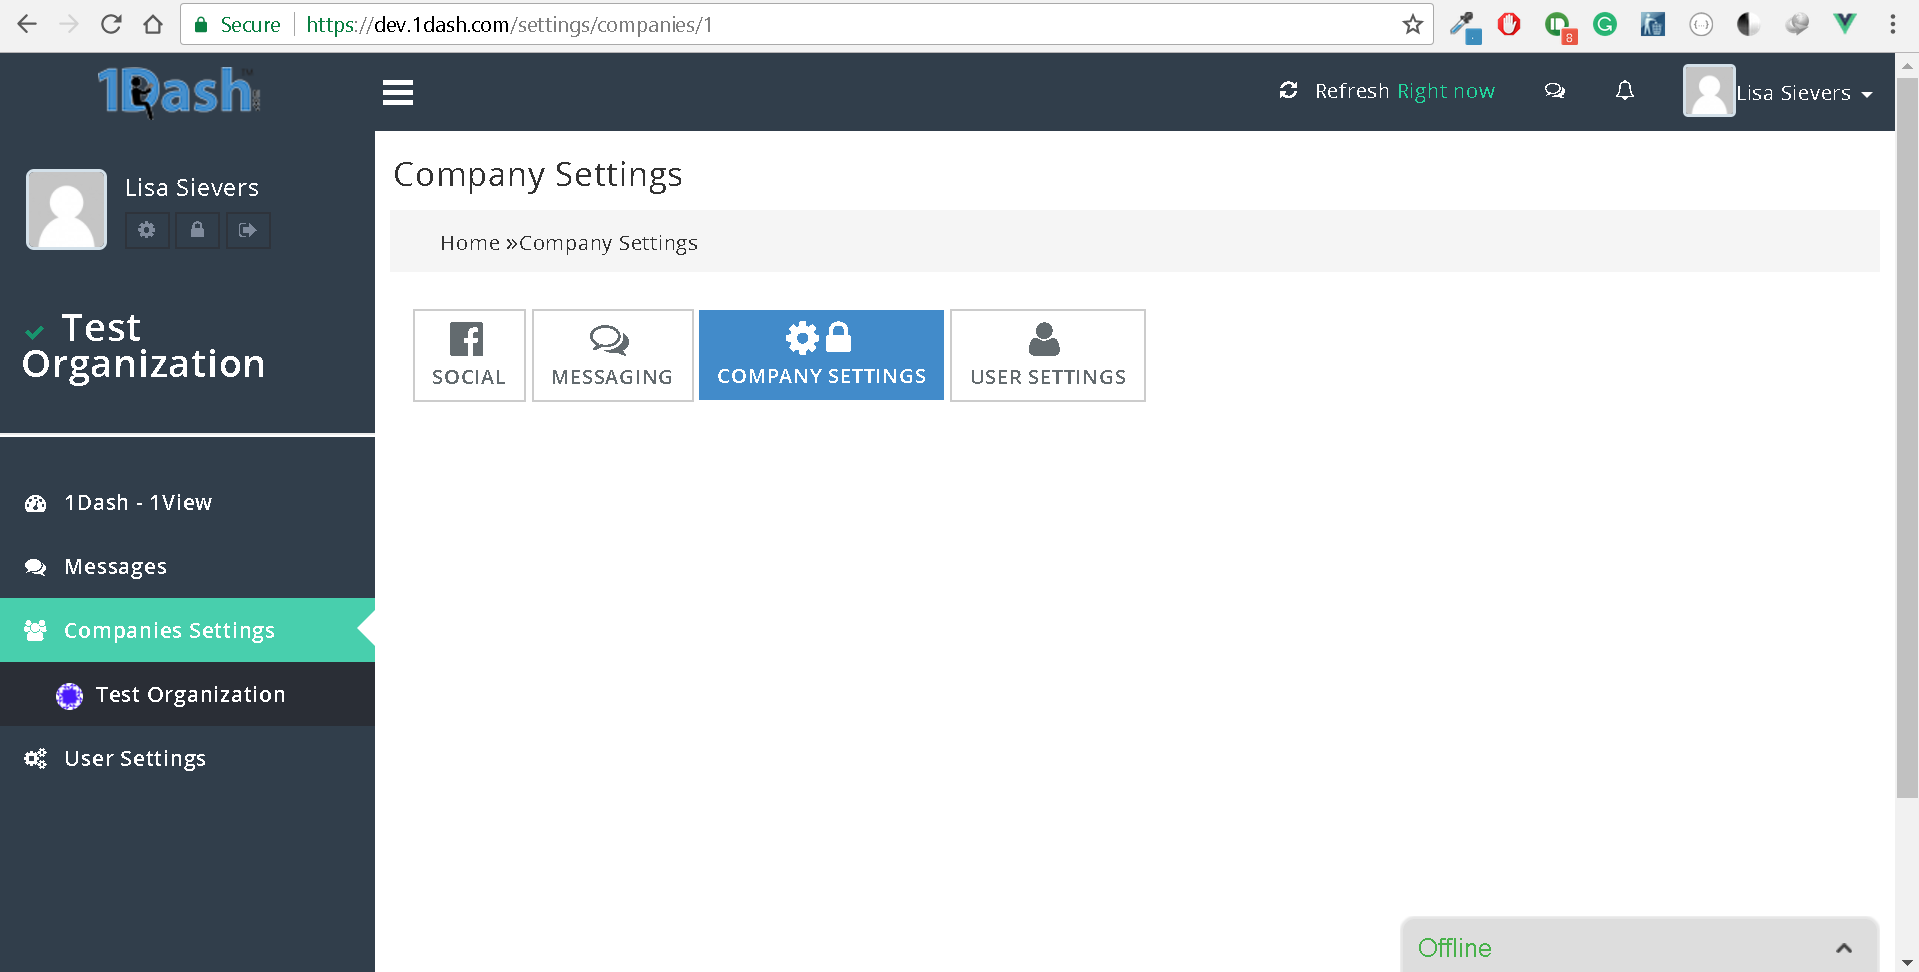 Secure https://dev.1dash.com/settings/companies/1
8
1Dash
Refresh Right now
Lisa Sievers
Lisa Sievers
Test
Organization
1Dash - 1View
Messages
Companies Settings
Test Organization
User Settings
Company Settings
Home »Company Settings
SOCIAL
MESSAGING
COMPANY SETTINGS
USER SETTINGS
Offline